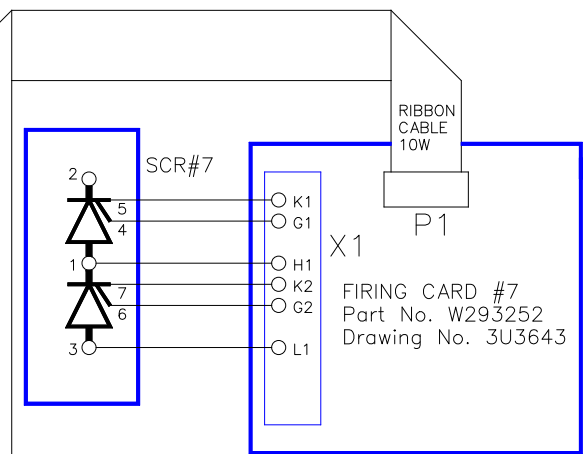 RIBBON
CABLE
10W
SCR#7
P1
2
5
4
1
7
6
3
K1
G1
H1
K2
G2
L1
X1
FIRING CARD #7
Part No. W293252
Drawing No. 3U3643